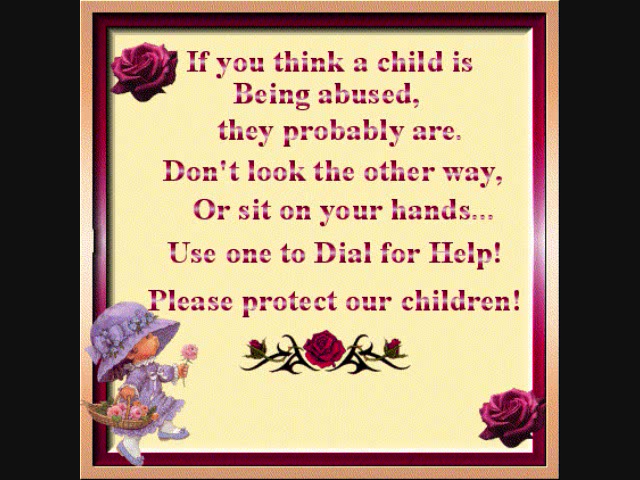 If you think a child is
Being abused,
they probably are.
Don't look the other way,
Or sit on your hands...
Use one to Dial for Help!
Please protect our children!